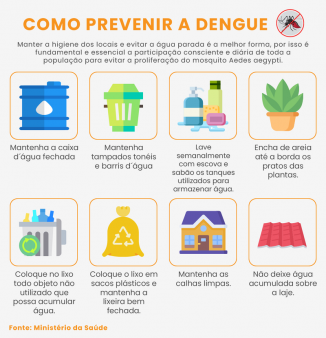 COMO PREVENIR A DENGUE
Manter a higiene dos locais e evitar a água parada é a melhor forma, por isso é
fundamental e essencial a participação consciente e diária de toda a
população para evitar a proliferação do mosquito Aedes aegypti.
Mantenha a caixa
d´água fechada
Mantenha
tampados tonéis
e barris d´água
Lave
semanalmente
com escova e
sabão os tanques
utilizados para
armazenar água.
Encha de areia
até a borda os
pratos das
plantas.
Coloque no lixo
todo objeto não
utilizado que
possa acumular
água.
Coloque o lixo em
sacos plásticos e
mantenha a
lixeira bem
fechada.
Mantenha as
calhas limpas.
Não deixe água
acumulada sobre
a laje.
Fonte: Ministério da Saúde